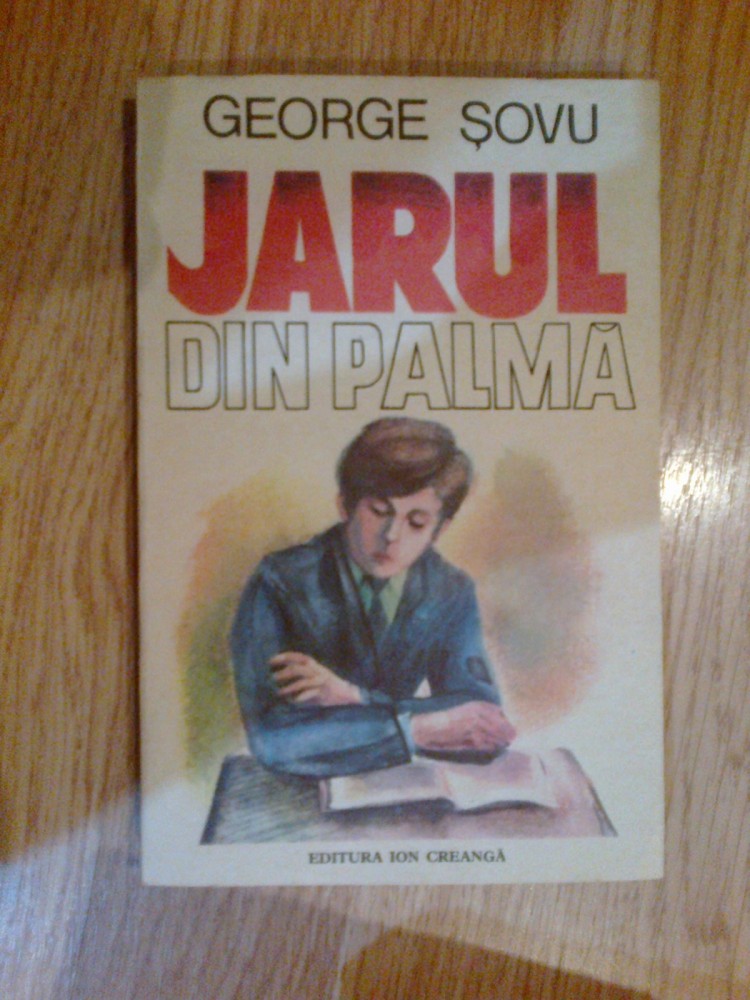 GEORGE ȘOVU
JARUL
DIN PALMĂ
EDITURA ION CREANGĂ